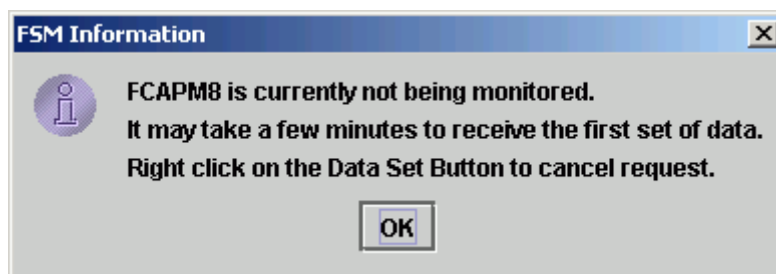 FSM Information
FCAPM8 is currently not being monitored.
It may take a few minutes to receive the first set of data.
Right click on the Data Set Button to cancel request.
OK